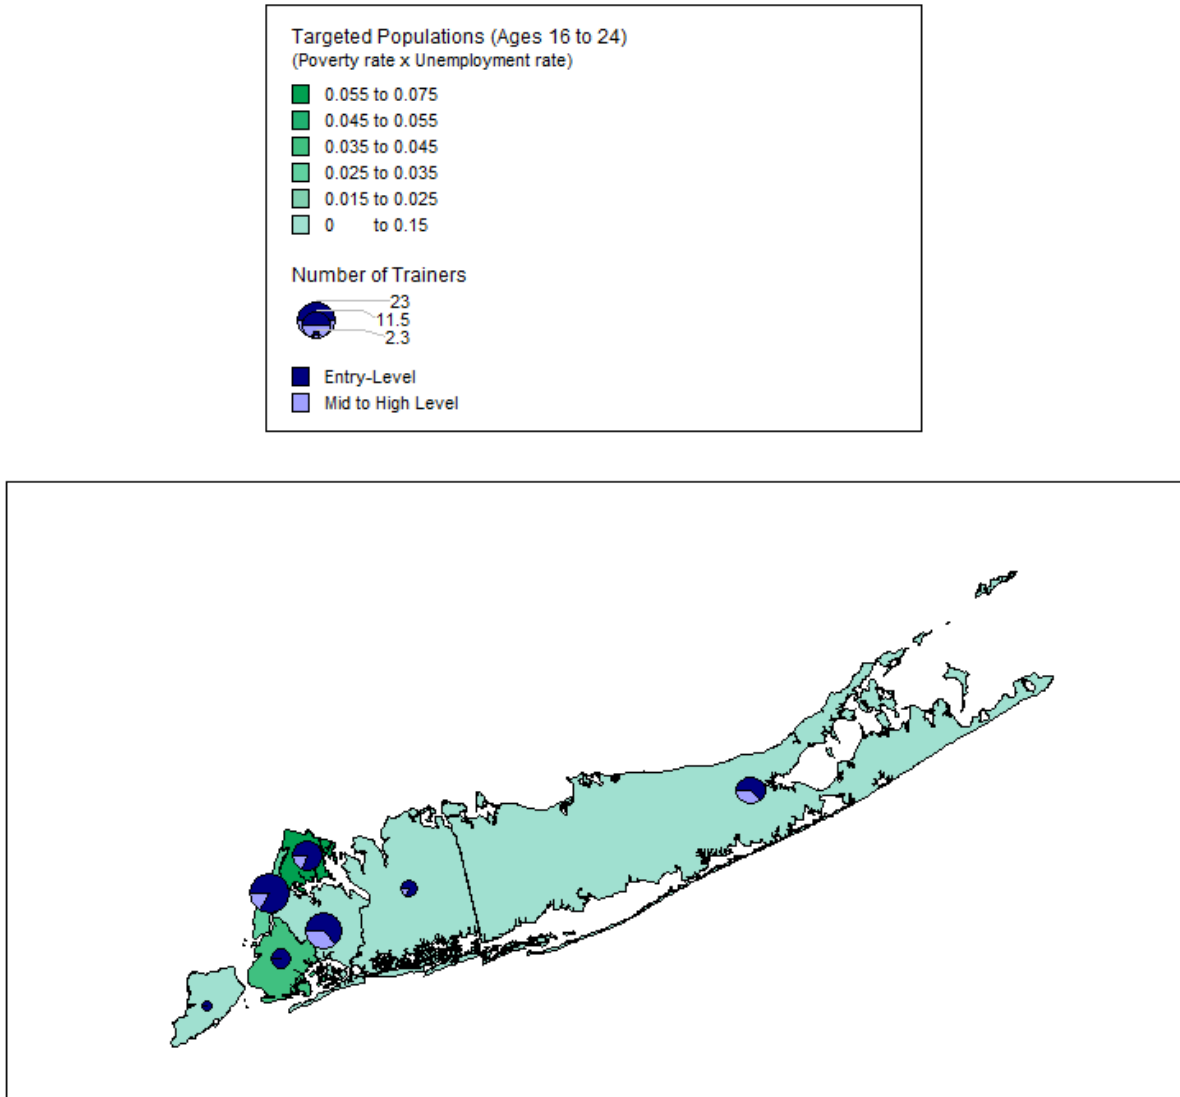 Targeted Populations (Ages 16 to 24)
(Poverty rate x Unemployment rate)
0.055 to 0.075
0.045 to 0.055
0.035 to 0.045
0.025 to 0.035
0.015 to 0.025
0 to 0.15
Number of Trainers
23
11.5
2.3
Entry-Level
Mid to High Level